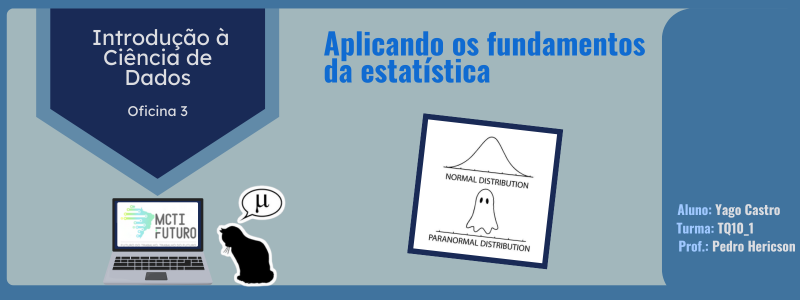 Introdução à
Ciência de
Dados
Oficina 3
Aplicando os fundamentos
da estatística
NORMAL DISTRIBUTION
PARANORMAL DISTRIBUTION
MCTI
FUTURO
μ
Aluno: Yago Castro
Turma: TQ10_1
Prof.: Pedro Hericson